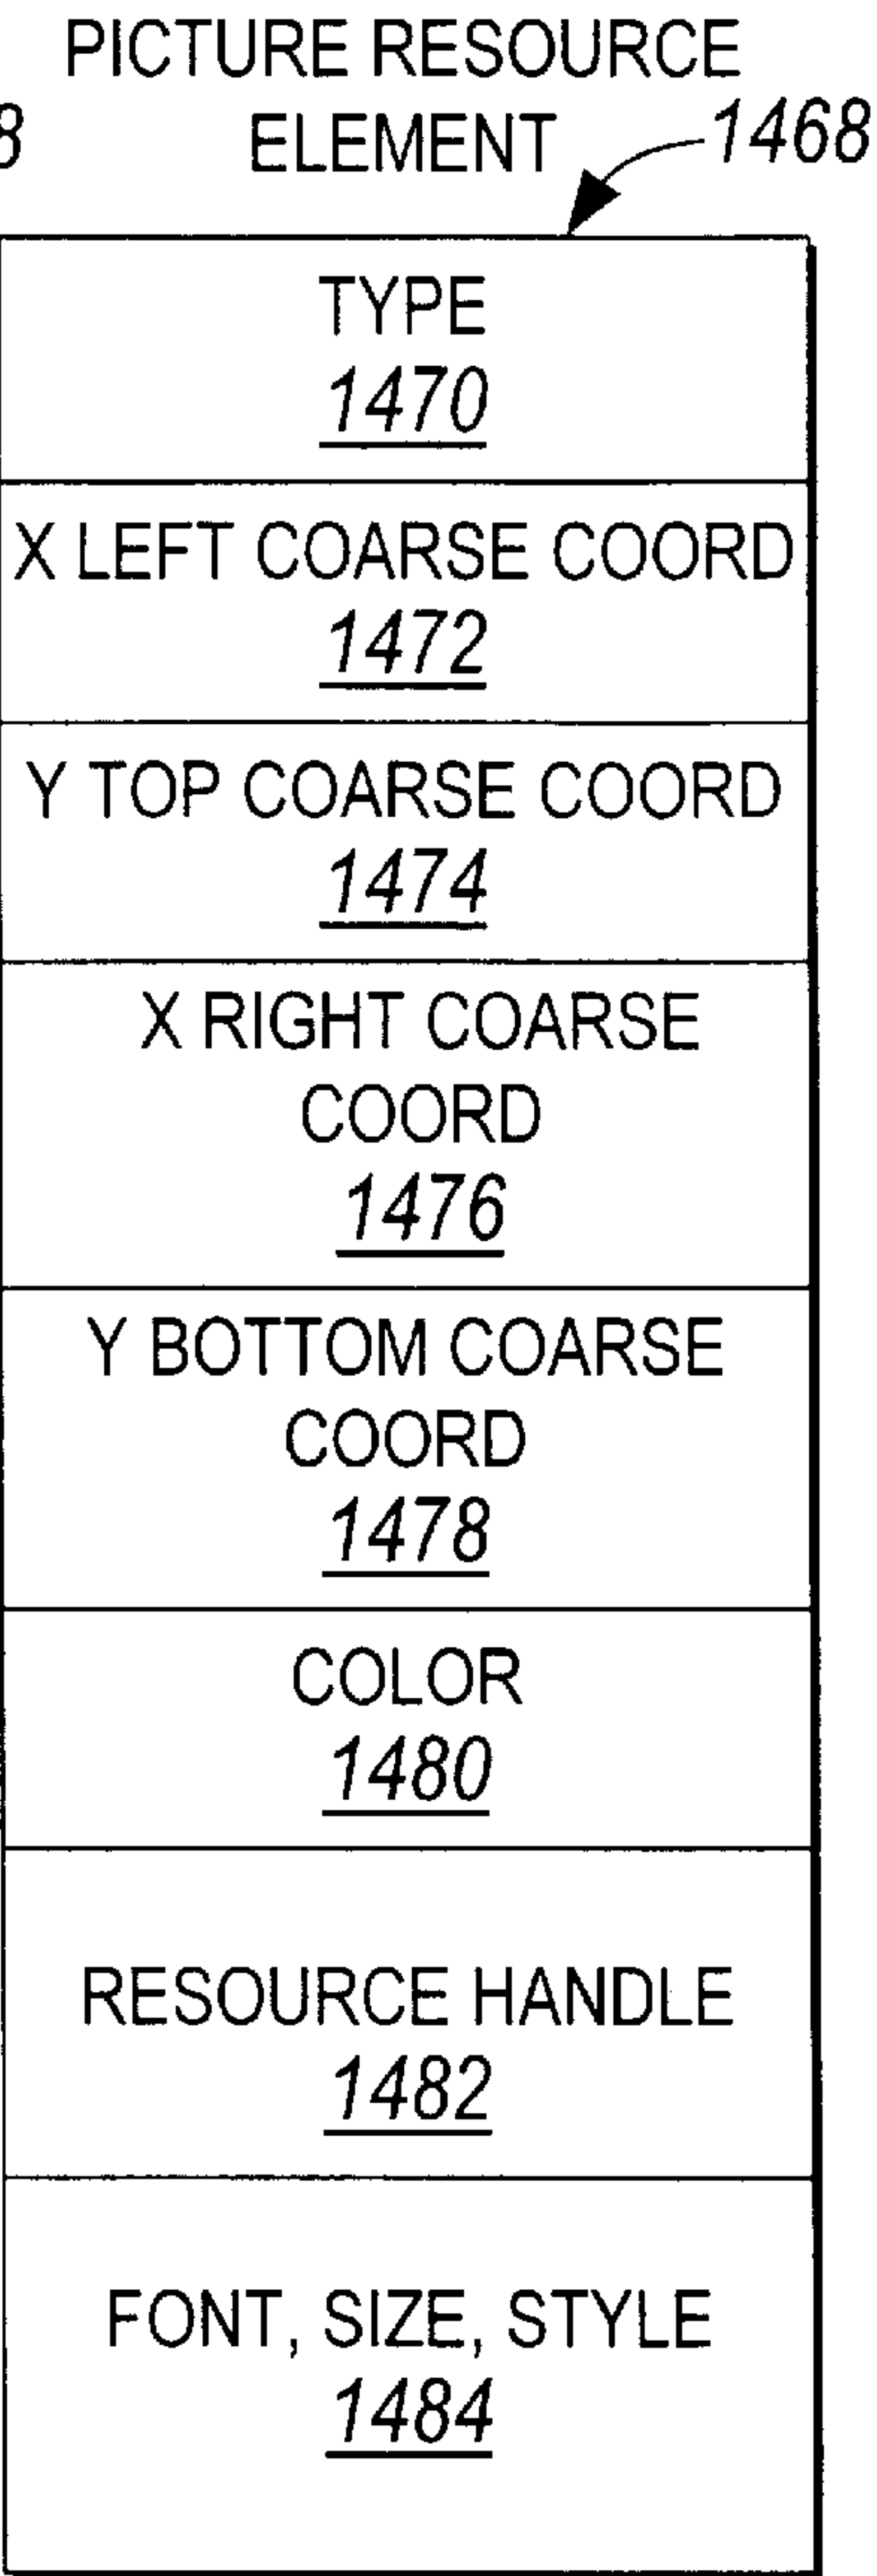 PICTURE RESOURCE
8 ELEMENT 1468
TYPE
1470
X LEFT COARSE COORD
1472
Y TOP COARSE COORD
1474
X RIGHT COARSE
COORD
1476
Y BOTTOM COARSE
COORD
1478
COLOR
1480
RESOURCE HANDLE
1482
FONT, SIZE, STYLE
1484